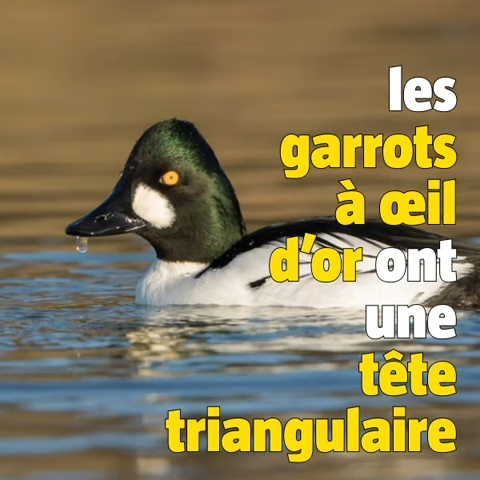 les
garrots
à œil
d'or ont
une
tête
triangulaire